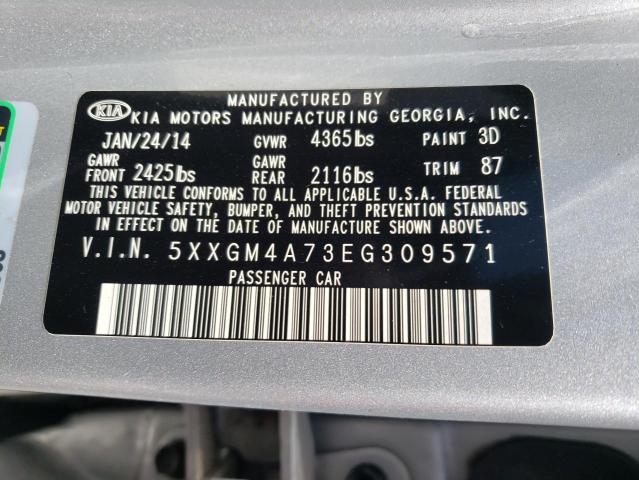 MANUFACTURED BY
KIA KIA MOTORS MANUFACTURING GEORGIA, INC.
JAN/24/14 GVWR 4365lbs PAINT 3D
GAWR FRONT 2425lbs GAWR REAR 2116lbs TRIM 87
THIS VEHICLE CONFORMS TO ALL APPLICABLE U.S.A. FEDERAL
MOTOR VEHICLE SAFETY, BUMPER, AND THEFT PREVENTION STANDARDS
IN EFFECT ON THE DATE OF MANUFACTURE SHOWN ABOVE.
V.I.N. 5XXGM4A73EG309571
PASSENGER CAR